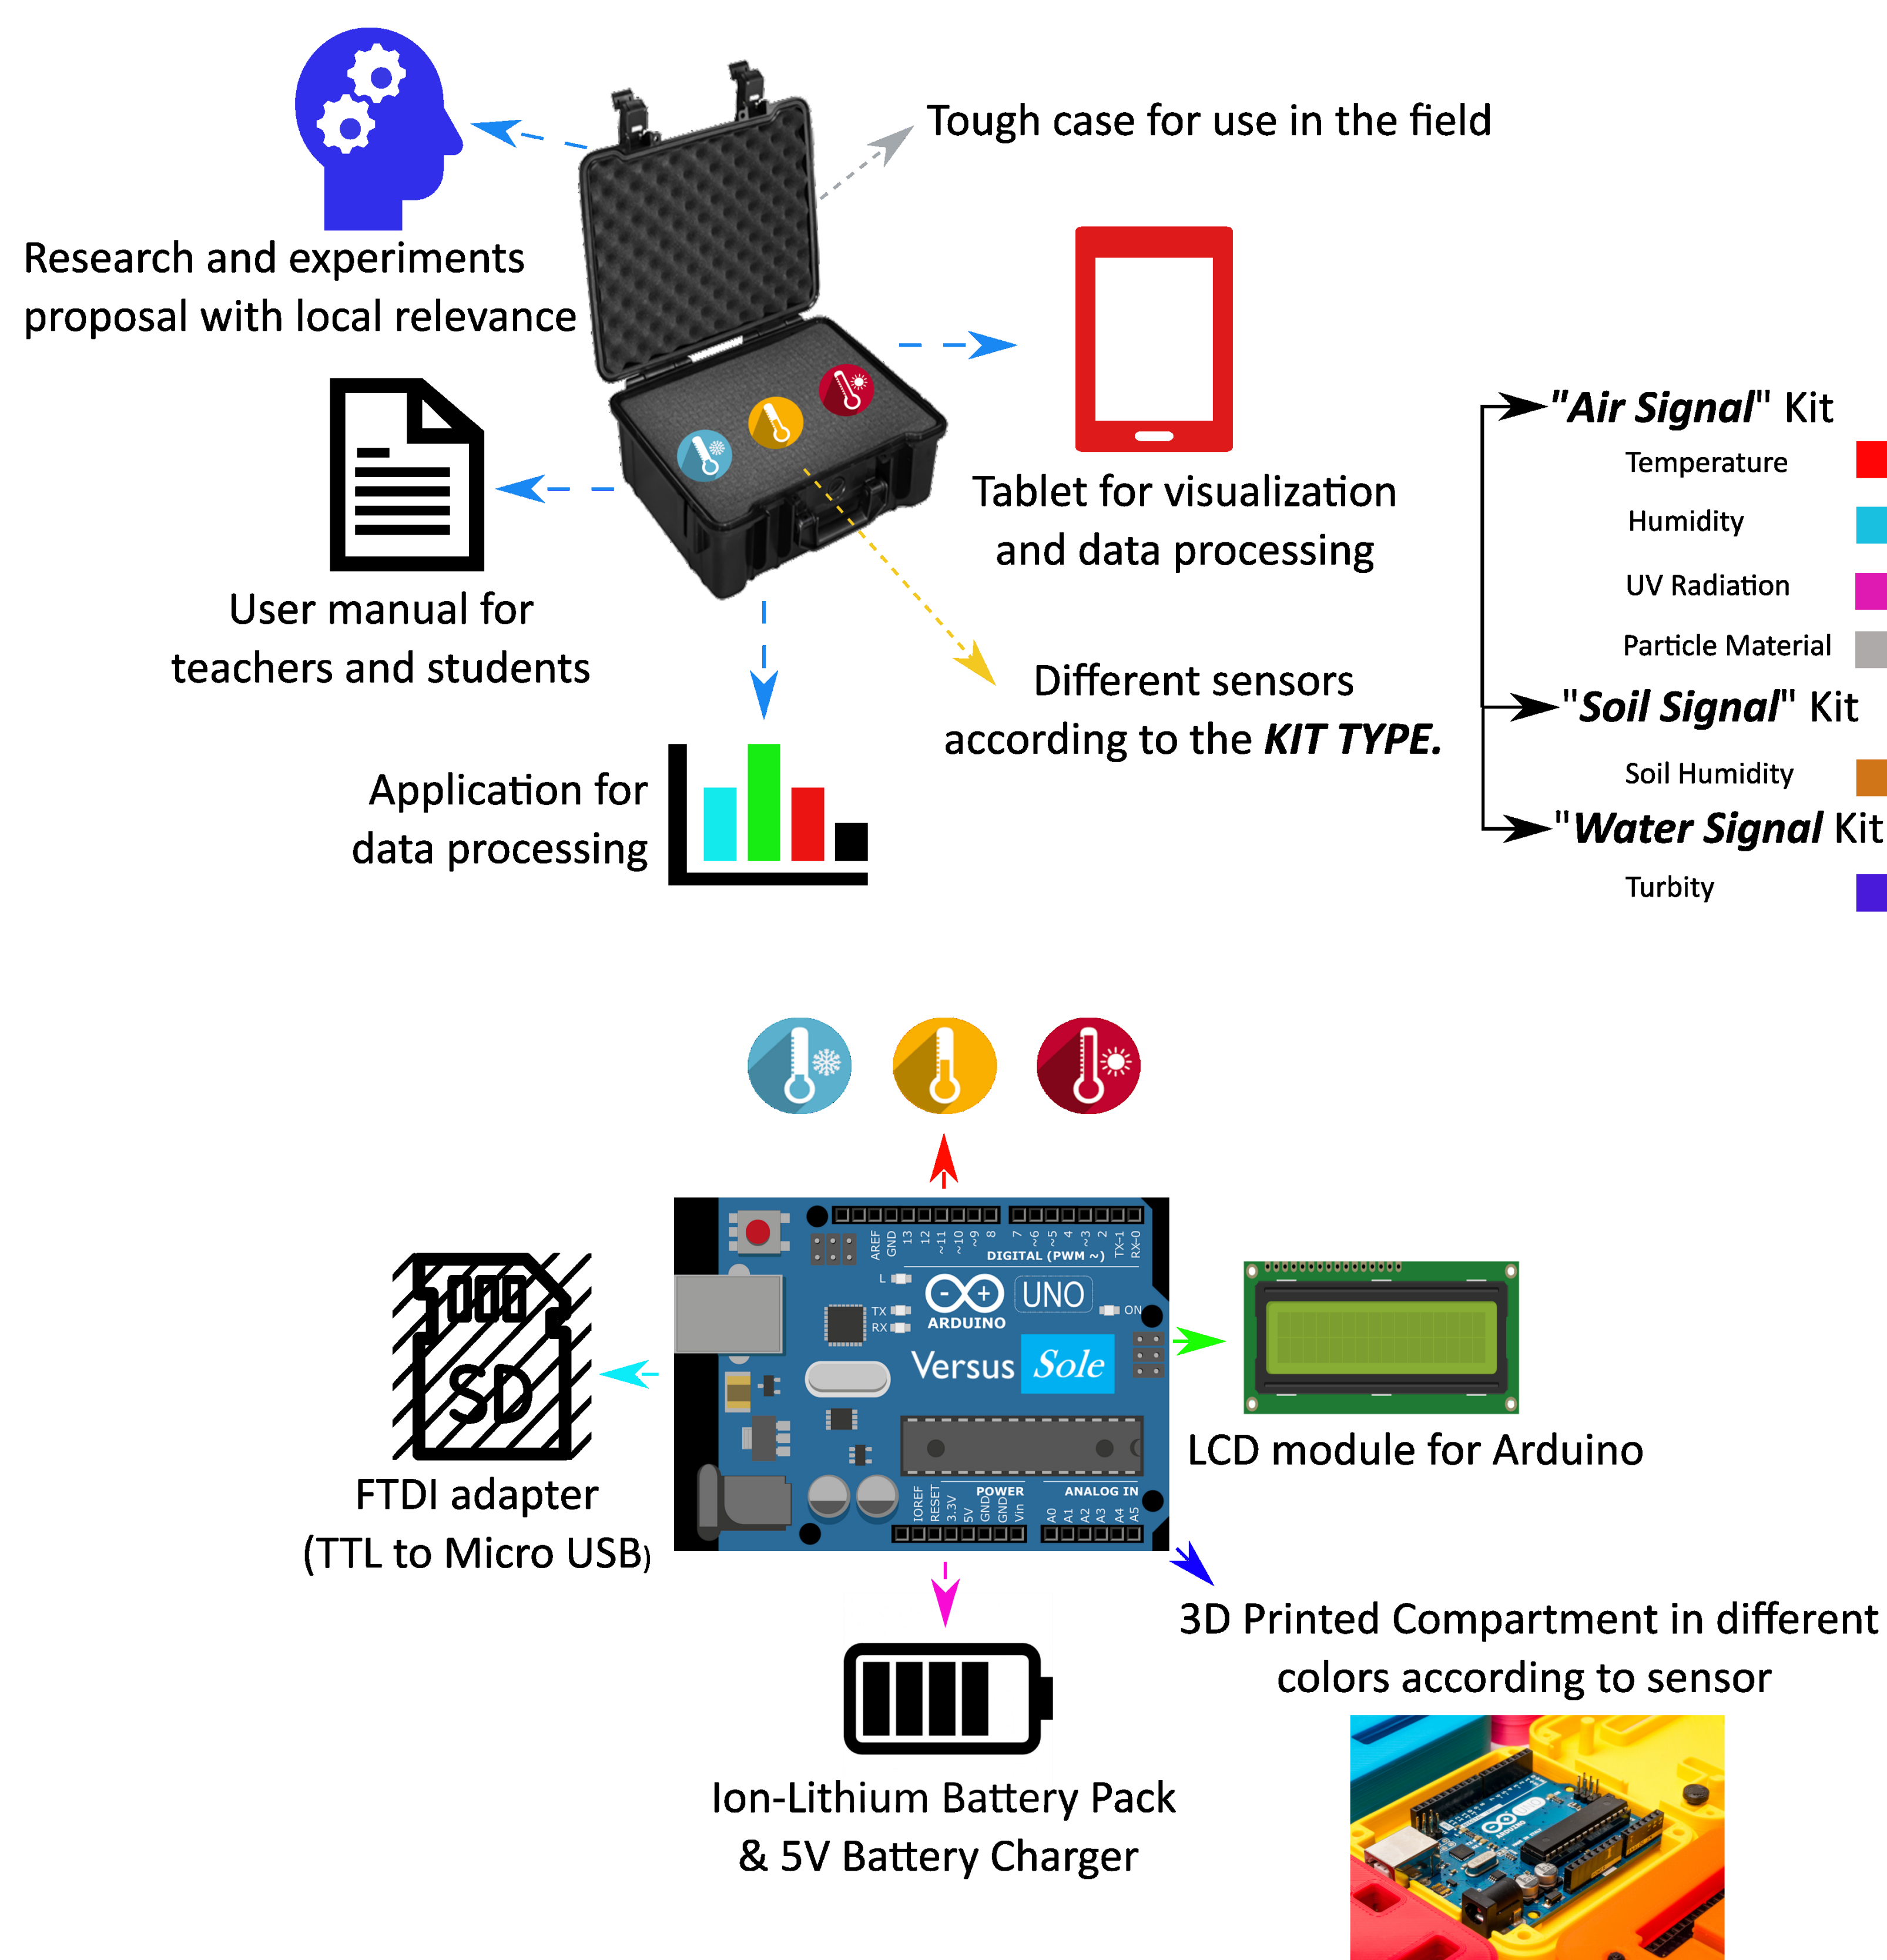 Tough case for use in the field
Research and experiments
proposal with local relevance
User manual for
teachers and students
Tablet for visualization
and data processing
Different sensors
according to the KIT TYPE.
Application for
data processing
"Air Signal" Kit
Temperature
Humidity
UV Radiation
Particle Material
"Soil Signal" Kit
Soil Humidity
"Water Signal Kit
Turbity
AREF
GND
13
12
~11
~10
~9
8
7
~6
~5
4
~3
2
TX-1
RX-0
DIGITAL (PWM ~)
L
TX
RX
- +
UNO
ON
ARDUINO
Versus Sole
SD
FTDI adapter
(TTL to Micro USB)
LCD module for Arduino
POWER
ANALOG IN
IOREF
RESET
3.3V
5V
GND
GND
Vin
A0
A1
A2
A3
A4
A5
3D Printed Compartment in different
colors according to sensor
Ion-Lithium Battery Pack
& 5V Battery Charger
ARDUINO